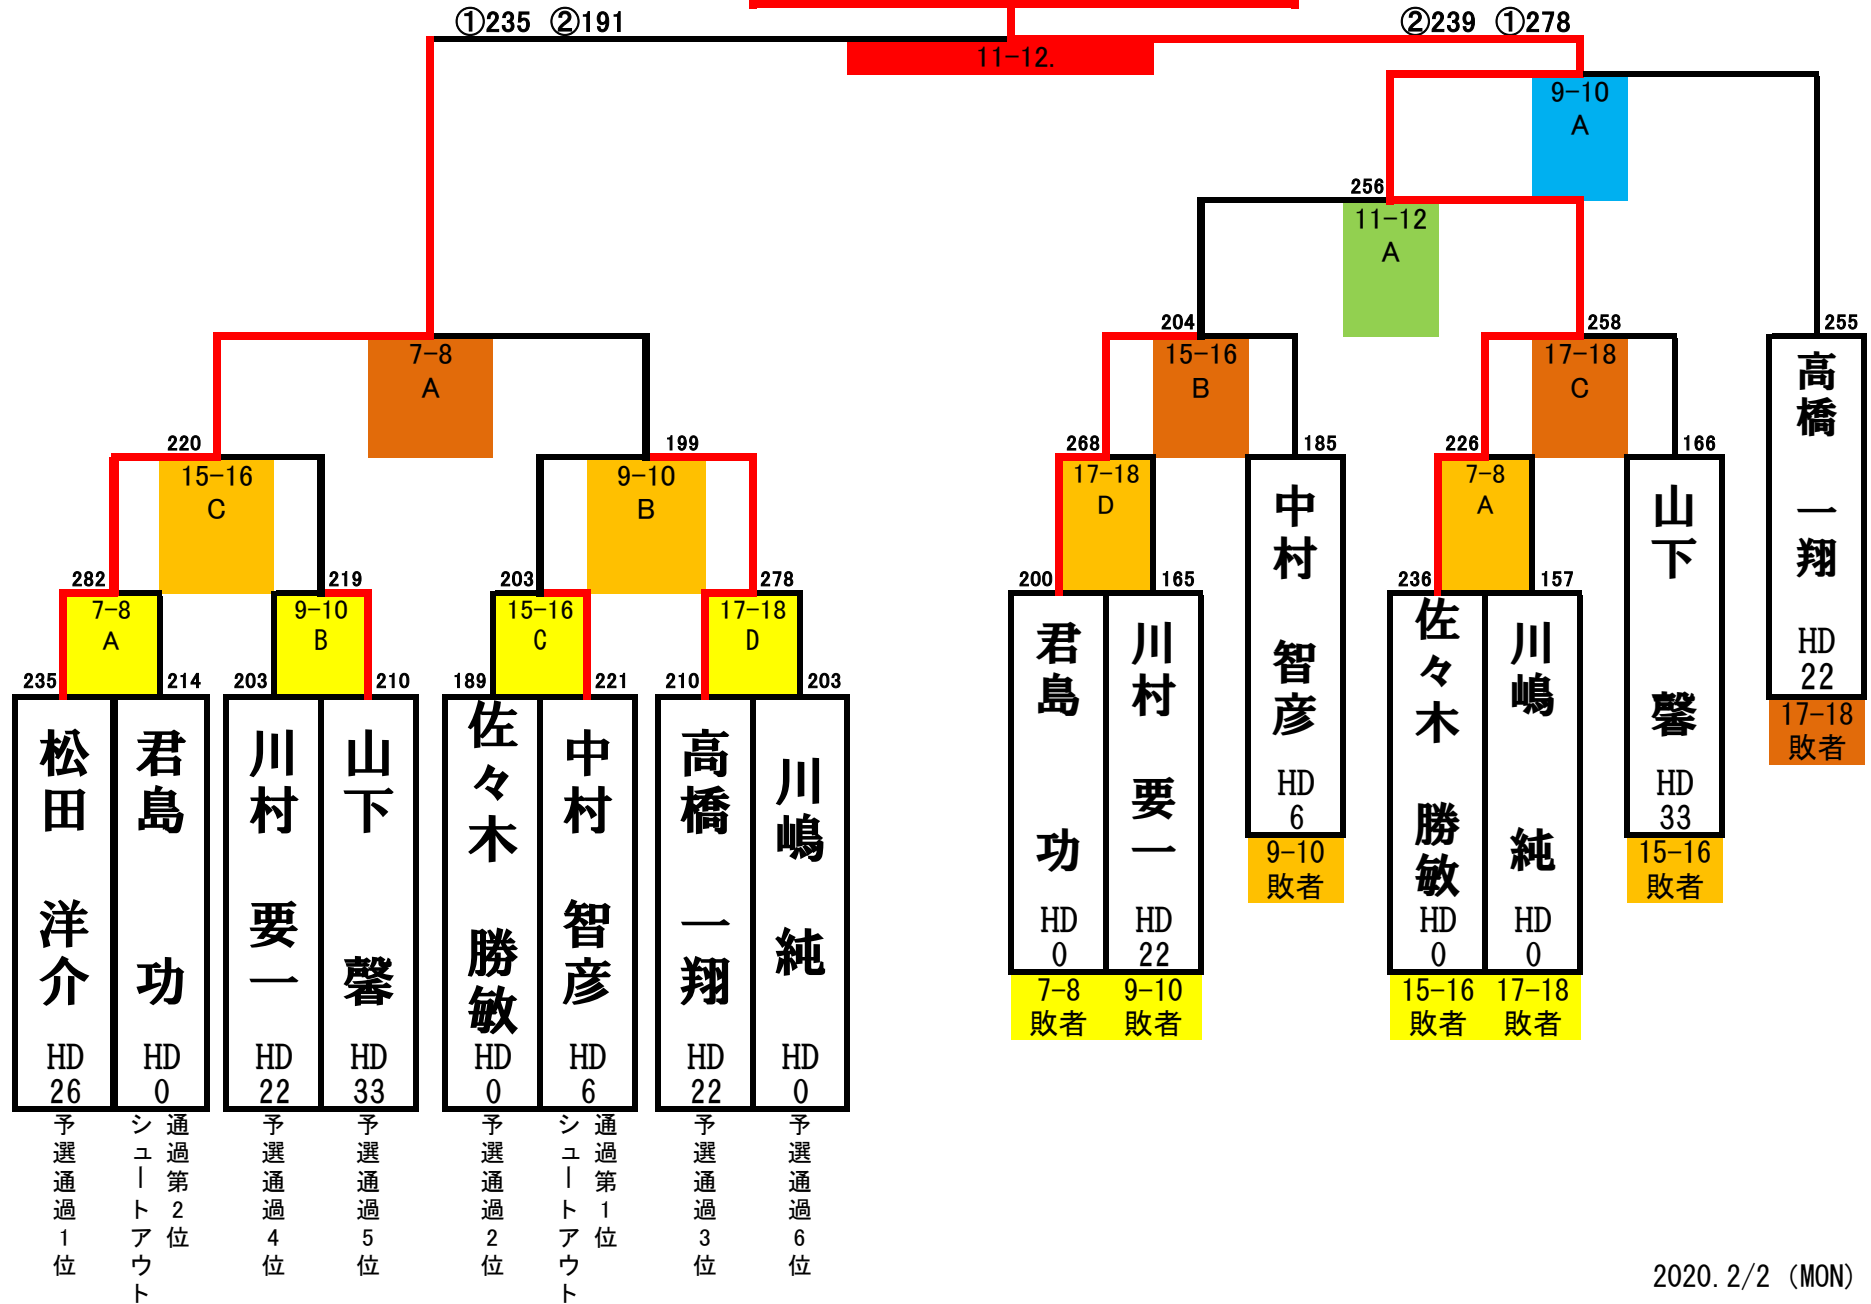 ①235 ②191
②239 ①278
11-12.
9-10
A
256
11-12
A
204
258
255
7-8
A
15-16
B
17-18
C
高橋 一翔
HD
22
17-18
敗者
220
199
268
185
226
166
15-16
C
9-10
B
17-18
D
7-8
A
中村 智彦
HD
6
9-10
敗者
山下 馨
HD
33
15-16
敗者
282
219
203
278
200
165
236
157
7-8
A
9-10
B
15-16
C
17-18
D
235
214
203
210
189
221
210
203
君島 功
HD
0
7-8
敗者
川村 要一
HD
22
9-10
敗者
佐々木 勝敏
HD
0
15-16
敗者
川嶋 純
HD
0
17-18
敗者
松田 洋介
HD
26
予選通過1位
君島 功
HD
0
通過第2位
シュートアウト
川村 要一
HD
22
予選通過4位
山下 馨
HD
33
予選通過5位
佐々木 勝敏
HD
0
予選通過2位
中村 智彦
HD
6
通過第1位
シュートアウト
高橋 一翔
HD
22
予選通過3位
川嶋 純
HD
0
予選通過6位
2020.2/2 (MON)